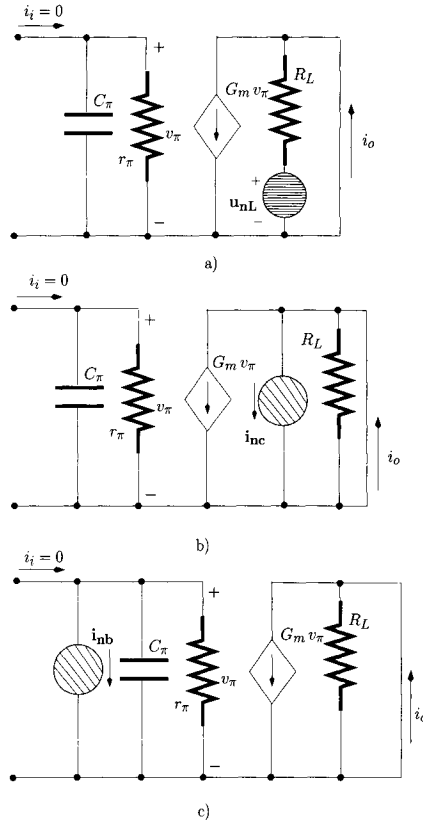 i_i = 0
+
R_L
G_m v_π
C_π
v_π
r_π
i_o
+
u_nL
−
−
a)
i_i = 0
+
R_L
C_π
G_m v_π
v_π
i_nc
r_π
i_o
−
b)
i_i = 0
+
i_nb
C_π
G_m v_π
R_L
v_π
r_π
i_o
−
c)